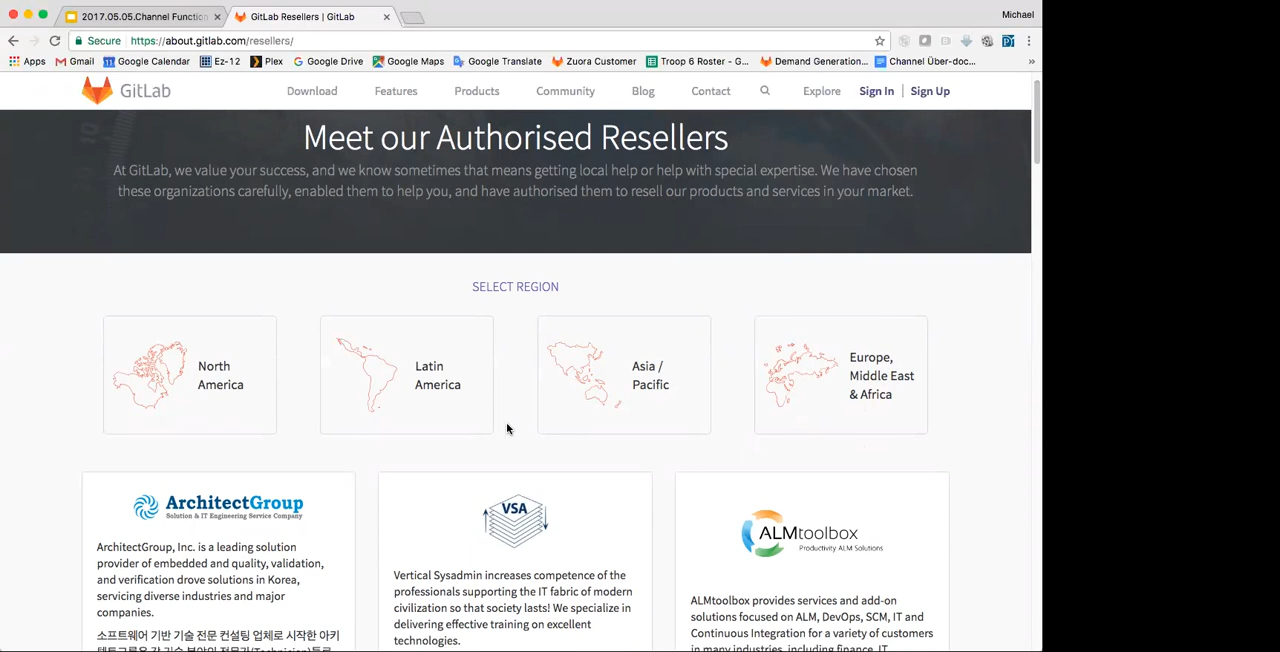 2017.05.05.Channel Function
GitLab Resellers | GitLab
Michael
Secure
https://about.gitlab.com/resellers/
Apps
Gmail
Google Calendar
Ez-12
Plex
Google Drive
Google Maps
Google Translate
Zuora Customer
Troop 6 Roster - G...
Demand Generation...
Channel Über-doc...
GitLab
Download
Features
Products
Community
Blog
Contact
Explore
Sign In
Sign Up
Meet our Authorised Resellers
At GitLab, we value your success, and we know sometimes that means getting local help or help with special expertise. We have chosen
these organizations carefully, enabled them to help you, and have authorised them to resell our products and services in your market.
SELECT REGION
North
America
Latin
America
Asia /
Pacific
Europe,
Middle East
& Africa
ArchitectGroup
Solution & IT Engineering Service Company
ArchitectGroup, Inc. is a leading solution
provider of embedded and quality, validation,
and verification drove solutions in Korea,
servicing diverse industries and major
companies.
소프트웨어 기반 기술 전문 컨설팅 업체로 시작한 아키
VSA
Vertical Sysadmin increases competence of the
professionals supporting the IT fabric of modern
civilization so that society lasts! We specialize in
delivering effective training on excellent
technologies.
ALMtoolbox
Productivity ALM Solutions
ALMtoolbox provides services and add-on
solutions focused on ALM, DevOps, SCM, IT and
Continuous Integration for a variety of customers
in many industries, including finance, IT